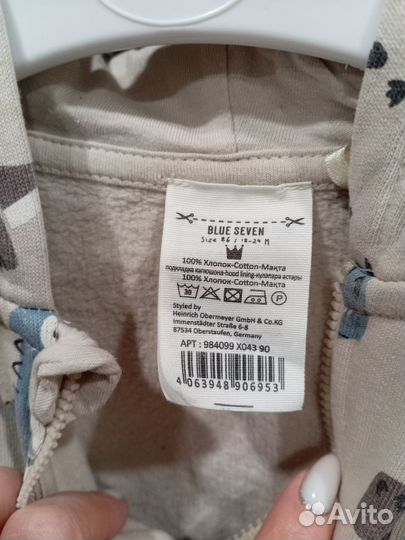 BLUE SEVEN
Size 86 / 18-24 M
100% Хлопок-Cotton-Мақта
подкладка капюшона-hood lining-кулапара астары
100% Хлопок-Cotton-Мақта
30
P
Styled by
Heinrich Obermeyer GmbH & Co.KG
Immenstädter Straße 6-8
87534 Oberstaufen, Germany
АРТ : 984099 X043 90
4 063948 906953
Avito